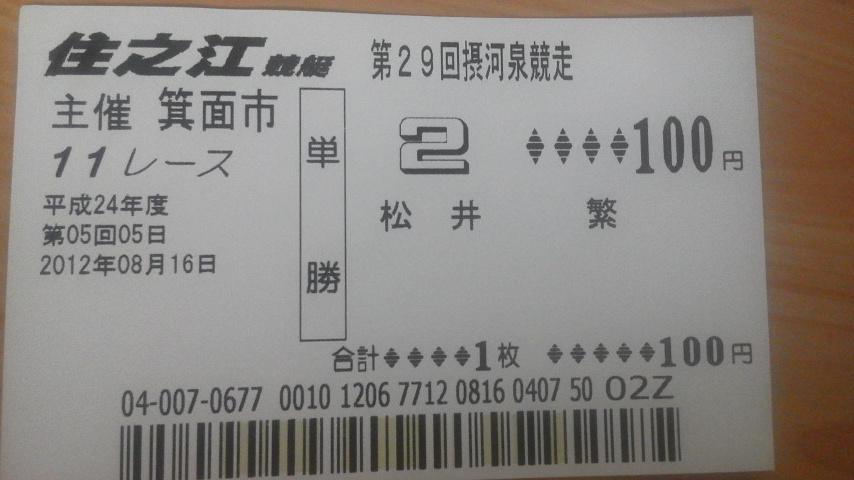 住之江競艇 第29回摂河泉競走
主催 箕面市
11レース
平成24年度
第05回05日
2012年08月16日
単勝
2 ♦♦♦♦100円
松井 繁
合計♦♦♦♦1枚 ♦♦♦♦♦100円
04-007-0677 0010 1206 7712 0816 0407 50 02Z